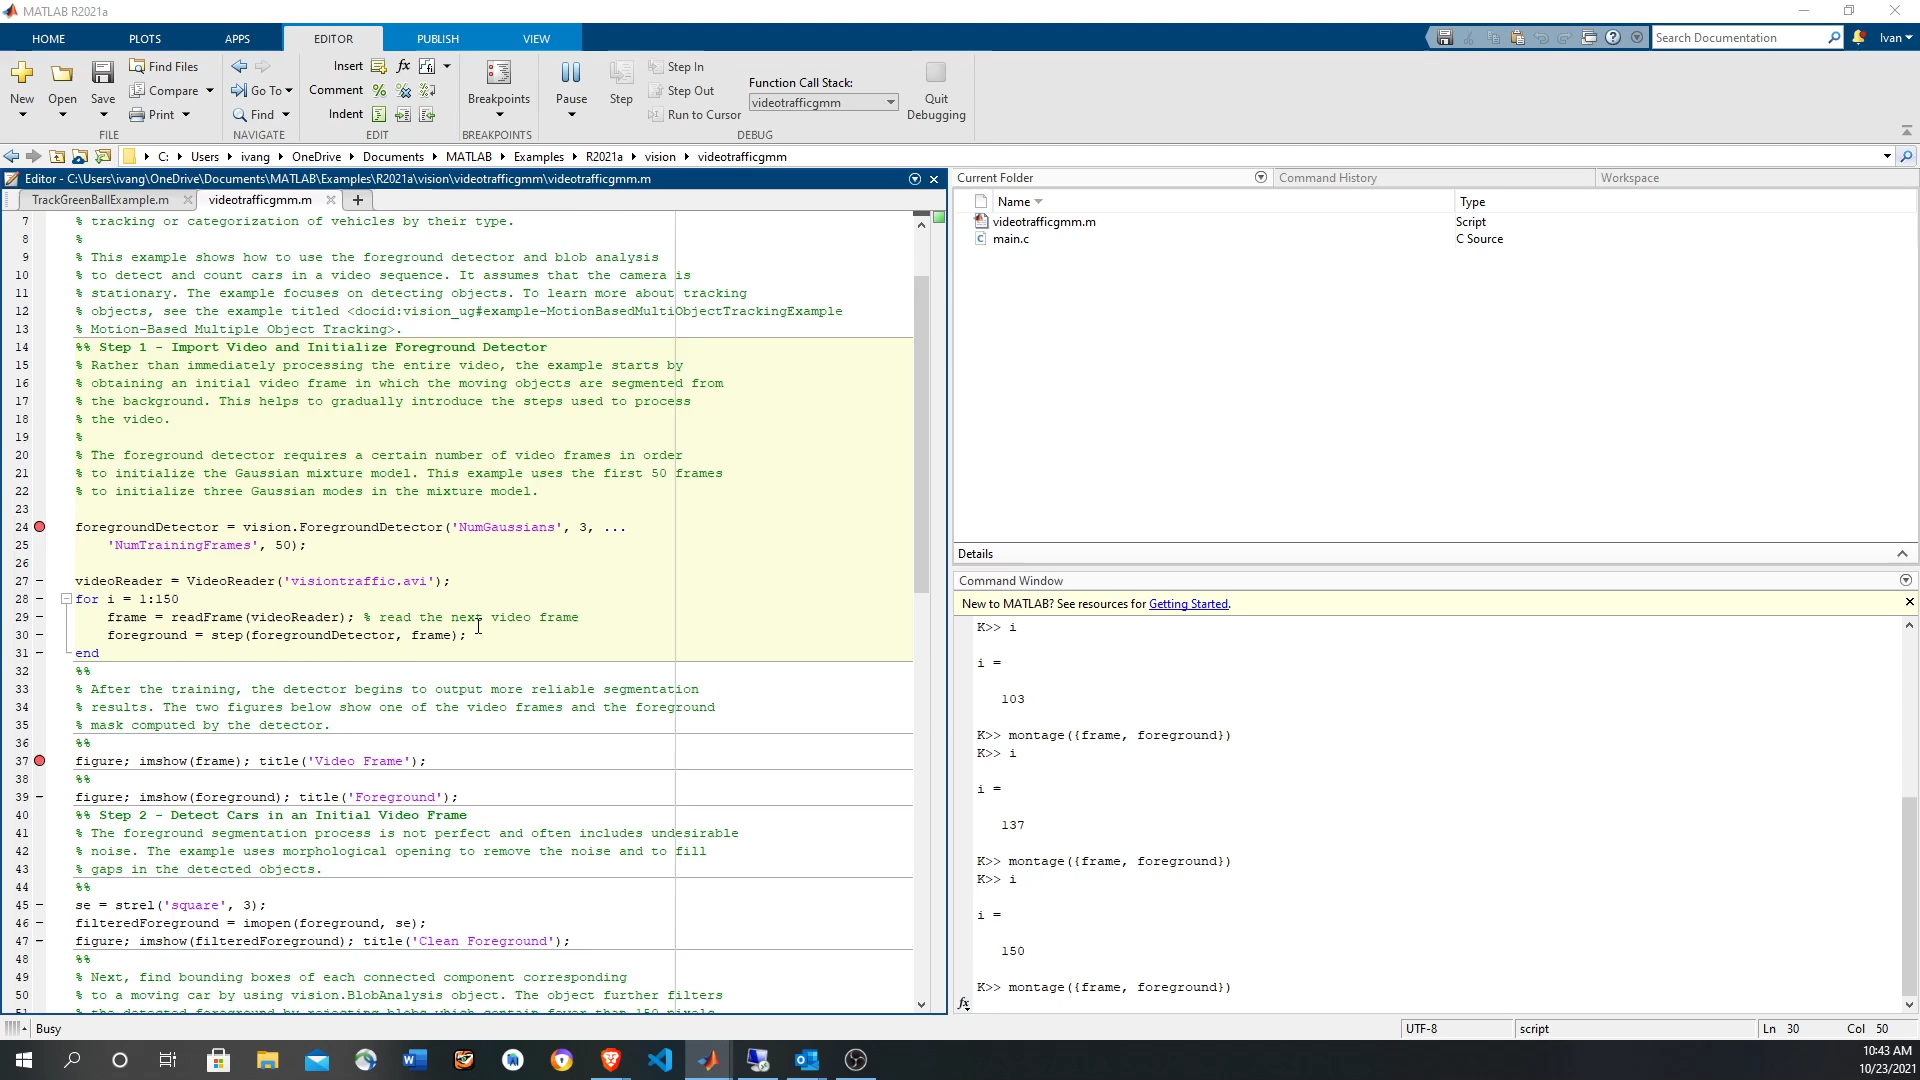 MATLAB R2021a
HOME PLOTS APPS EDITOR PUBLISH VIEW
Search Documentation
Ivan
New Open Save
Find Files
Compare
Print
FILE
Go To
Find
NAVIGATE
Insert fx
Comment
Indent
EDIT
Breakpoints
BREAKPOINTS
Pause
Step
Step In
Step Out
Run to Cursor
Function Call Stack:
videotrafficgmm
Quit
Debugging
DEBUG
C: Users ivang OneDrive Documents MATLAB Examples R2021a vision videotrafficgmm
Editor - C:\Users\ivang\OneDrive\Documents\MATLAB\Examples\R2021a\vision\videotrafficgmm\videotrafficgmm.m
TrackGreenBallExample.m videotrafficgmm.m +
7 % tracking or categorization of vehicles by their type.
8 %
9 % This example shows how to use the foreground detector and blob analysis
10 % to detect and count cars in a video sequence. It assumes that the camera is
11 % stationary. The example focuses on detecting objects. To learn more about tracking
12 % objects, see the example titled <docid:vision_ug#example-MotionBasedMultiObjectTrackingExample
13 % Motion-Based Multiple Object Tracking>.
14 %% Step 1 - Import Video and Initialize Foreground Detector
15 % Rather than immediately processing the entire video, the example starts by
16 % obtaining an initial video frame in which the moving objects are segmented from
17 % the background. This helps to gradually introduce the steps used to process
18 % the video.
19 %
20 % The foreground detector requires a certain number of video frames in order
21 % to initialize the Gaussian mixture model. This example uses the first 50 frames
22 % to initialize three Gaussian modes in the mixture model.
23
24 foregroundDetector = vision.ForegroundDetector('NumGaussians', 3, ...
25 'NumTrainingFrames', 50);
26
27 videoReader = VideoReader('visiontraffic.avi');
28 for i = 1:150
29 frame = readFrame(videoReader); % read the next video frame
30 foreground = step(foregroundDetector, frame);
31 end
32 %%
33 % After the training, the detector begins to output more reliable segmentation
34 % results. The two figures below show one of the video frames and the foreground
35 % mask computed by the detector.
36 %%
37 figure; imshow(frame); title('Video Frame');
38 %%
39 figure; imshow(foreground); title('Foreground');
40 %% Step 2 - Detect Cars in an Initial Video Frame
41 % The foreground segmentation process is not perfect and often includes undesirable
42 % noise. The example uses morphological opening to remove the noise and to fill
43 % gaps in the detected objects.
44 %%
45 se = strel('square', 3);
46 filteredForeground = imopen(foreground, se);
47 figure; imshow(filteredForeground); title('Clean Foreground');
48 %%
49 % Next, find bounding boxes of each connected component corresponding
50 % to a moving car by using vision.BlobAnalysis object. The object further filters
51 % the detected foreground by rejecting blobs which contain fewer than 150 pixels
Current Folder Command History Workspace
Name Type
videotrafficgmm.m Script
main.c C Source
Details
Command Window
New to MATLAB? See resources for Getting Started.
K>> i
i =
103
K>> montage({frame, foreground})
K>> i
i =
137
K>> montage({frame, foreground})
K>> i
i =
150
K>> montage({frame, foreground})
fx
Busy
UTF-8 script Ln 30 Col 50
10:43 AM
10/23/2021